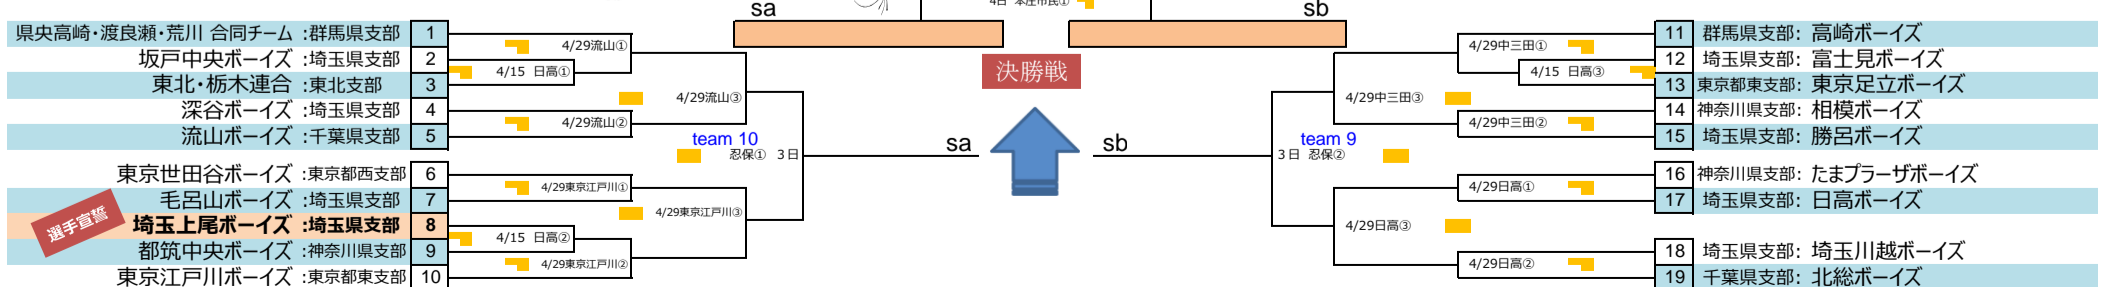 sa
4日 本庄市民①
sb
県央高崎・渡良瀬・荒川 合同チーム :群馬県支部 1
坂戸中央ボーイズ :埼玉県支部 2
東北・栃木連合 :東北支部 3
深谷ボーイズ :埼玉県支部 4
流山ボーイズ :千葉県支部 5
東京世田谷ボーイズ :東京都西支部 6
毛呂山ボーイズ :埼玉県支部 7
選手宣誓
埼玉上尾ボーイズ :埼玉県支部 8
都筑中央ボーイズ :神奈川県支部 9
東京江戸川ボーイズ :東京都東支部 10
4/29流山①
4/15 日高①
4/29流山③
4/29流山②
team 10
忍保① 3日
4/29東京江戸川①
4/29東京江戸川③
4/15 日高②
4/29東京江戸川②
決勝戦
sa
sb
4/29中三田①
4/15 日高③
4/29中三田③
4/29中三田②
team 9
3日 忍保②
4/29日高①
4/29日高③
4/29日高②
11 群馬県支部: 高崎ボーイズ
12 埼玉県支部: 富士見ボーイズ
13 東京都東支部: 東京足立ボーイズ
14 神奈川県支部: 相模ボーイズ
15 埼玉県支部: 勝呂ボーイズ
16 神奈川県支部: たまプラーザボーイズ
17 埼玉県支部: 日高ボーイズ
18 埼玉県支部: 埼玉川越ボーイズ
19 千葉県支部: 北総ボーイズ